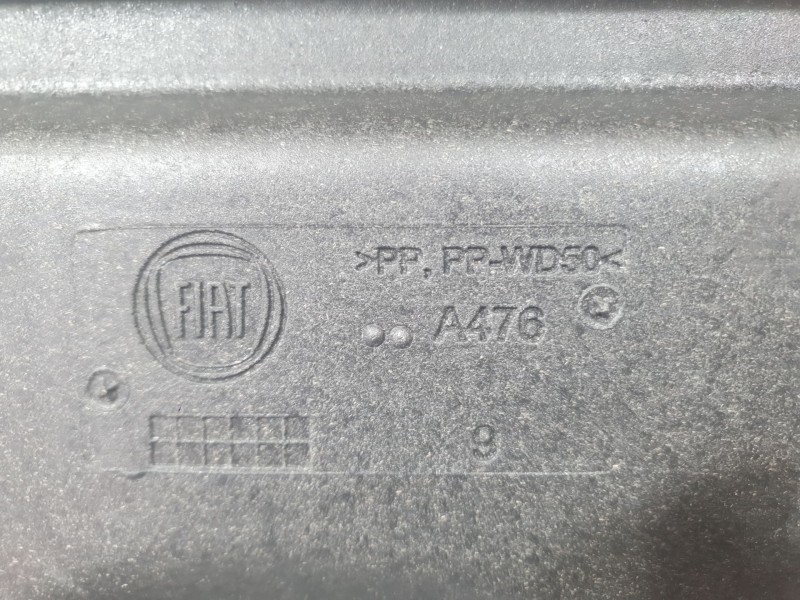 FIAT
>PP, PP-WD50<
A476
9